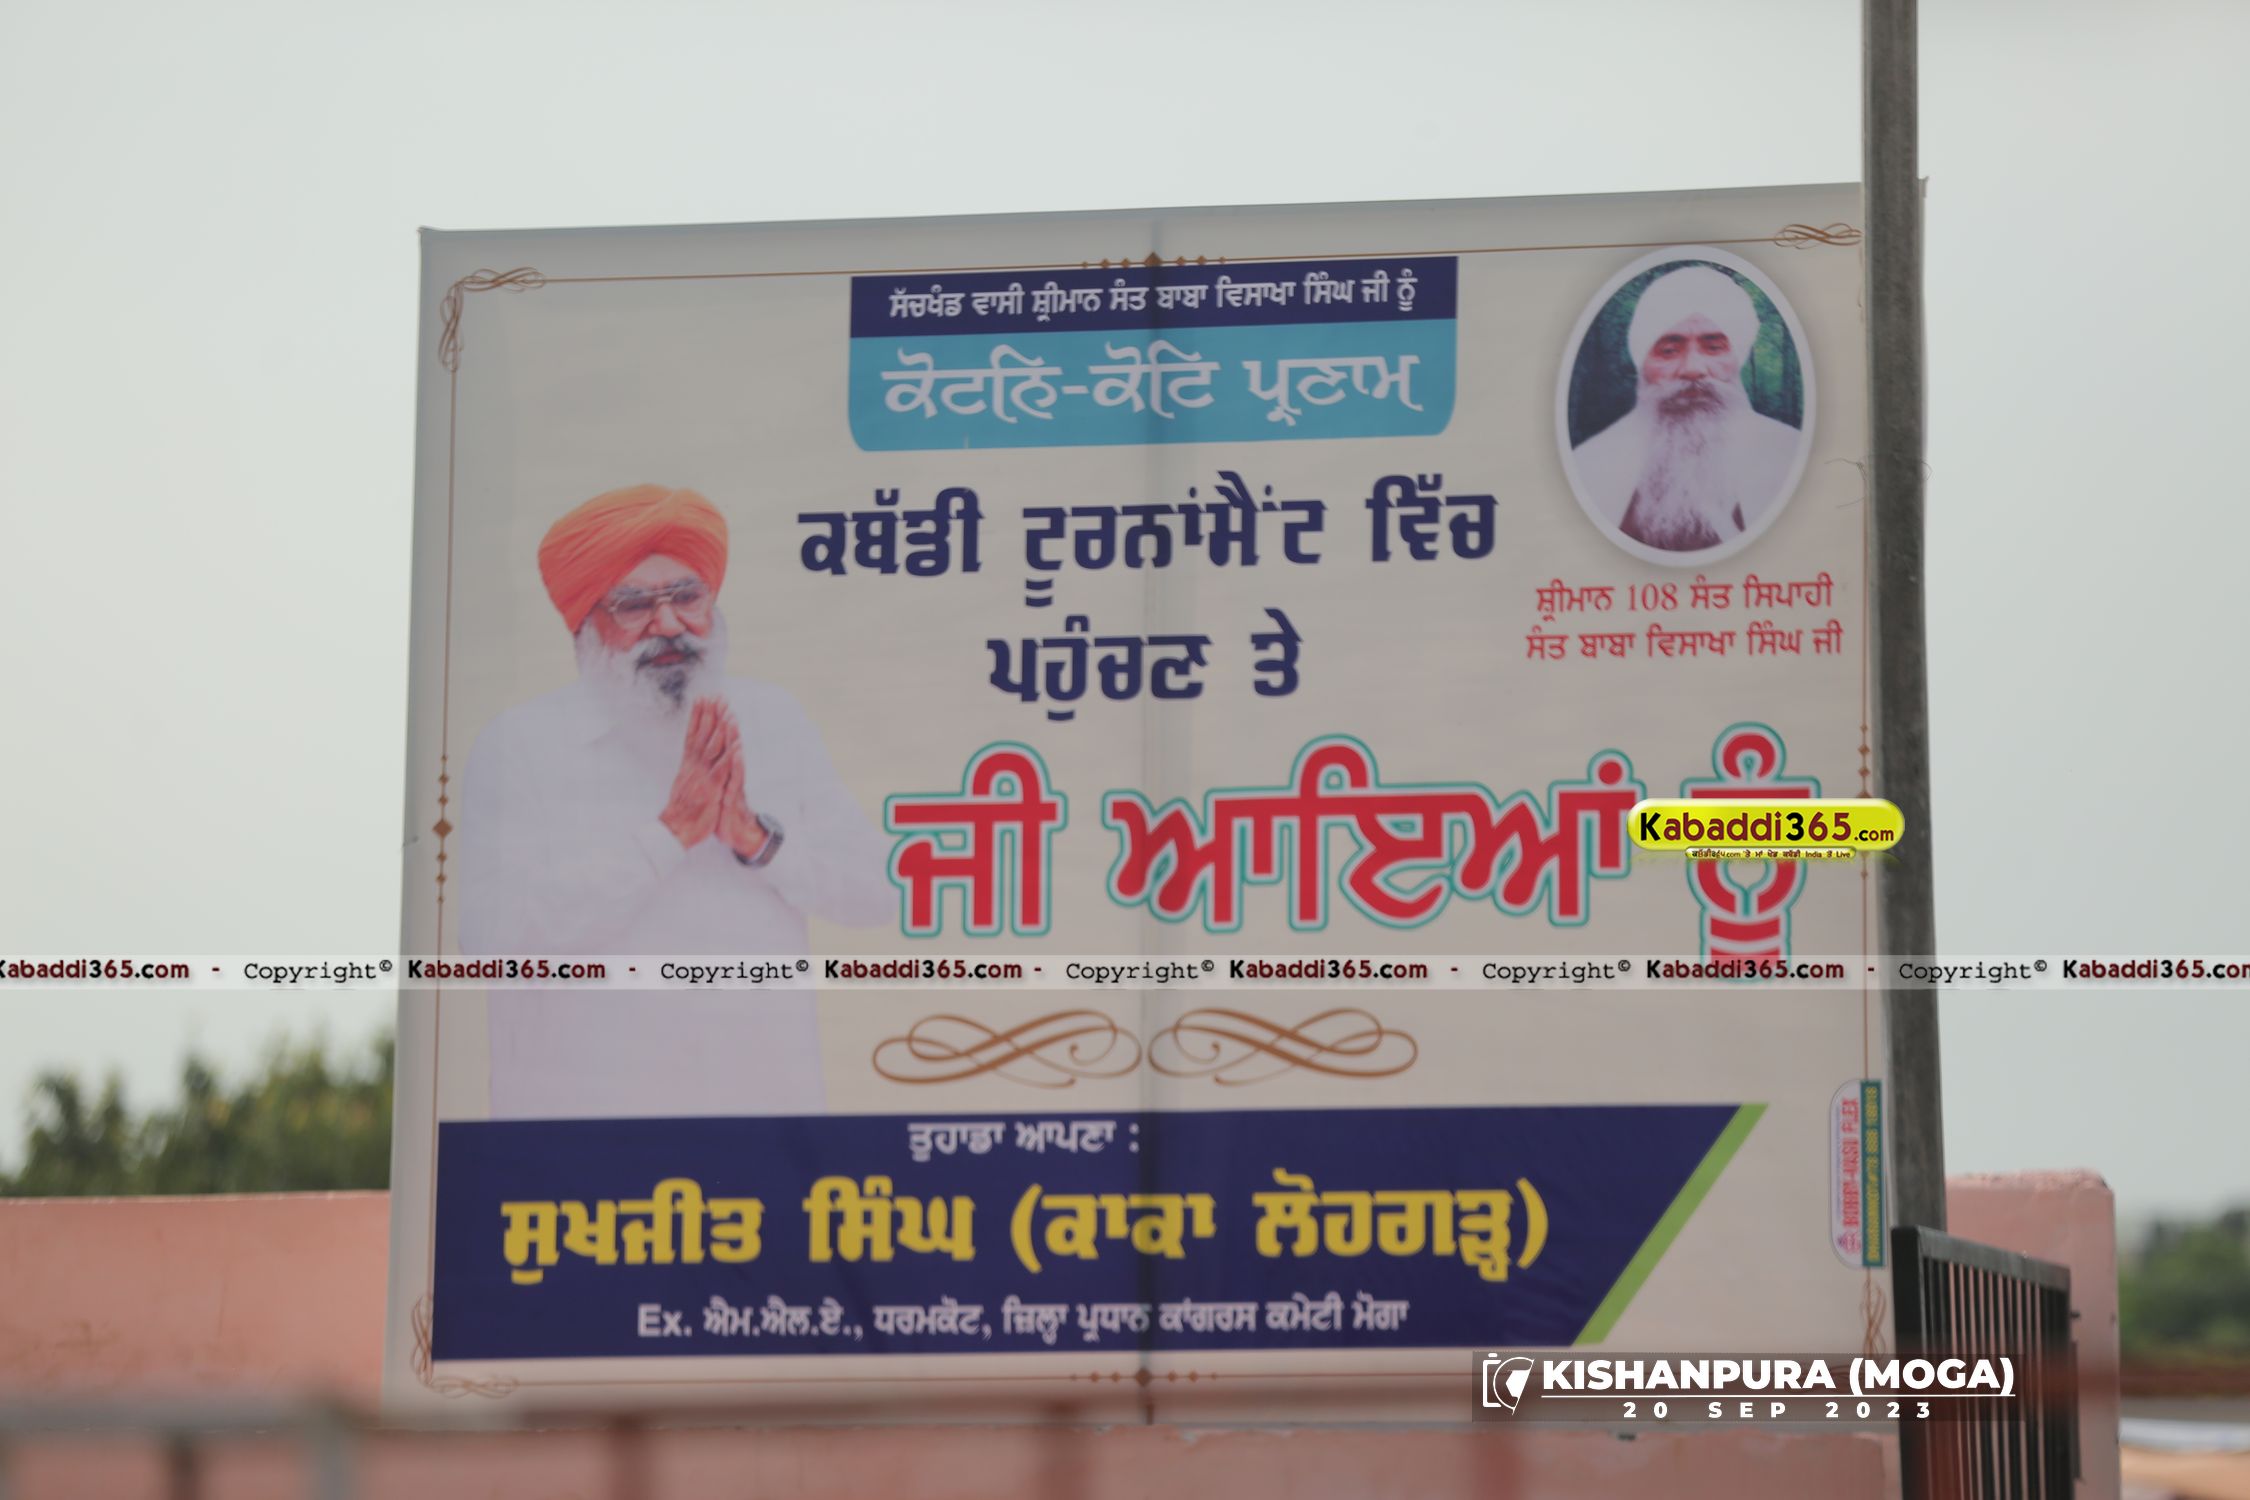 ਸੱਚਖੰਡ ਵਾਸੀ ਸ਼੍ਰੀਮਾਨ ਸੰਤ ਬਾਬਾ ਵਿਸਾਖਾ ਸਿੰਘ ਜੀ ਨੂੰ
ਕੋਟਨਿ-ਕੋਟਿ ਪ੍ਰਣਾਮ
ਕਬੱਡੀ ਟੂਰਨਾਂਮੈਂਟ ਵਿੱਚ
ਪਹੁੰਚਣ ਤੇ
ਸ਼੍ਰੀਮਾਨ 108 ਸੰਤ ਸਿਪਾਹੀ
ਸੰਤ ਬਾਬਾ ਵਿਸਾਖਾ ਸਿੰਘ ਜੀ
ਜੀ ਆਇਆਂ ਨੂੰ
Kabaddi365.com
Kabaddi365.com - Copyright© Kabaddi365.com - Copyright© Kabaddi365.com - Copyright© Kabaddi365.com - Copyright© Kabaddi365.com - Copyright© Kabaddi365.com
ਤੁਹਾਡਾ ਆਪਣਾ :
ਸੁਖਜੀਤ ਸਿੰਘ (ਕਾਕਾ ਲੋਹਗੜ੍ਹ)
Ex. ਐਮ.ਐਲ.ਏ., ਧਰਮਕੋਟ, ਜ਼ਿਲ੍ਹਾ ਪ੍ਰਧਾਨ ਕਾਂਗਰਸ ਕਮੇਟੀ ਮੋਗਾ
KISHANPURA (MOGA)
20 SEP 2023